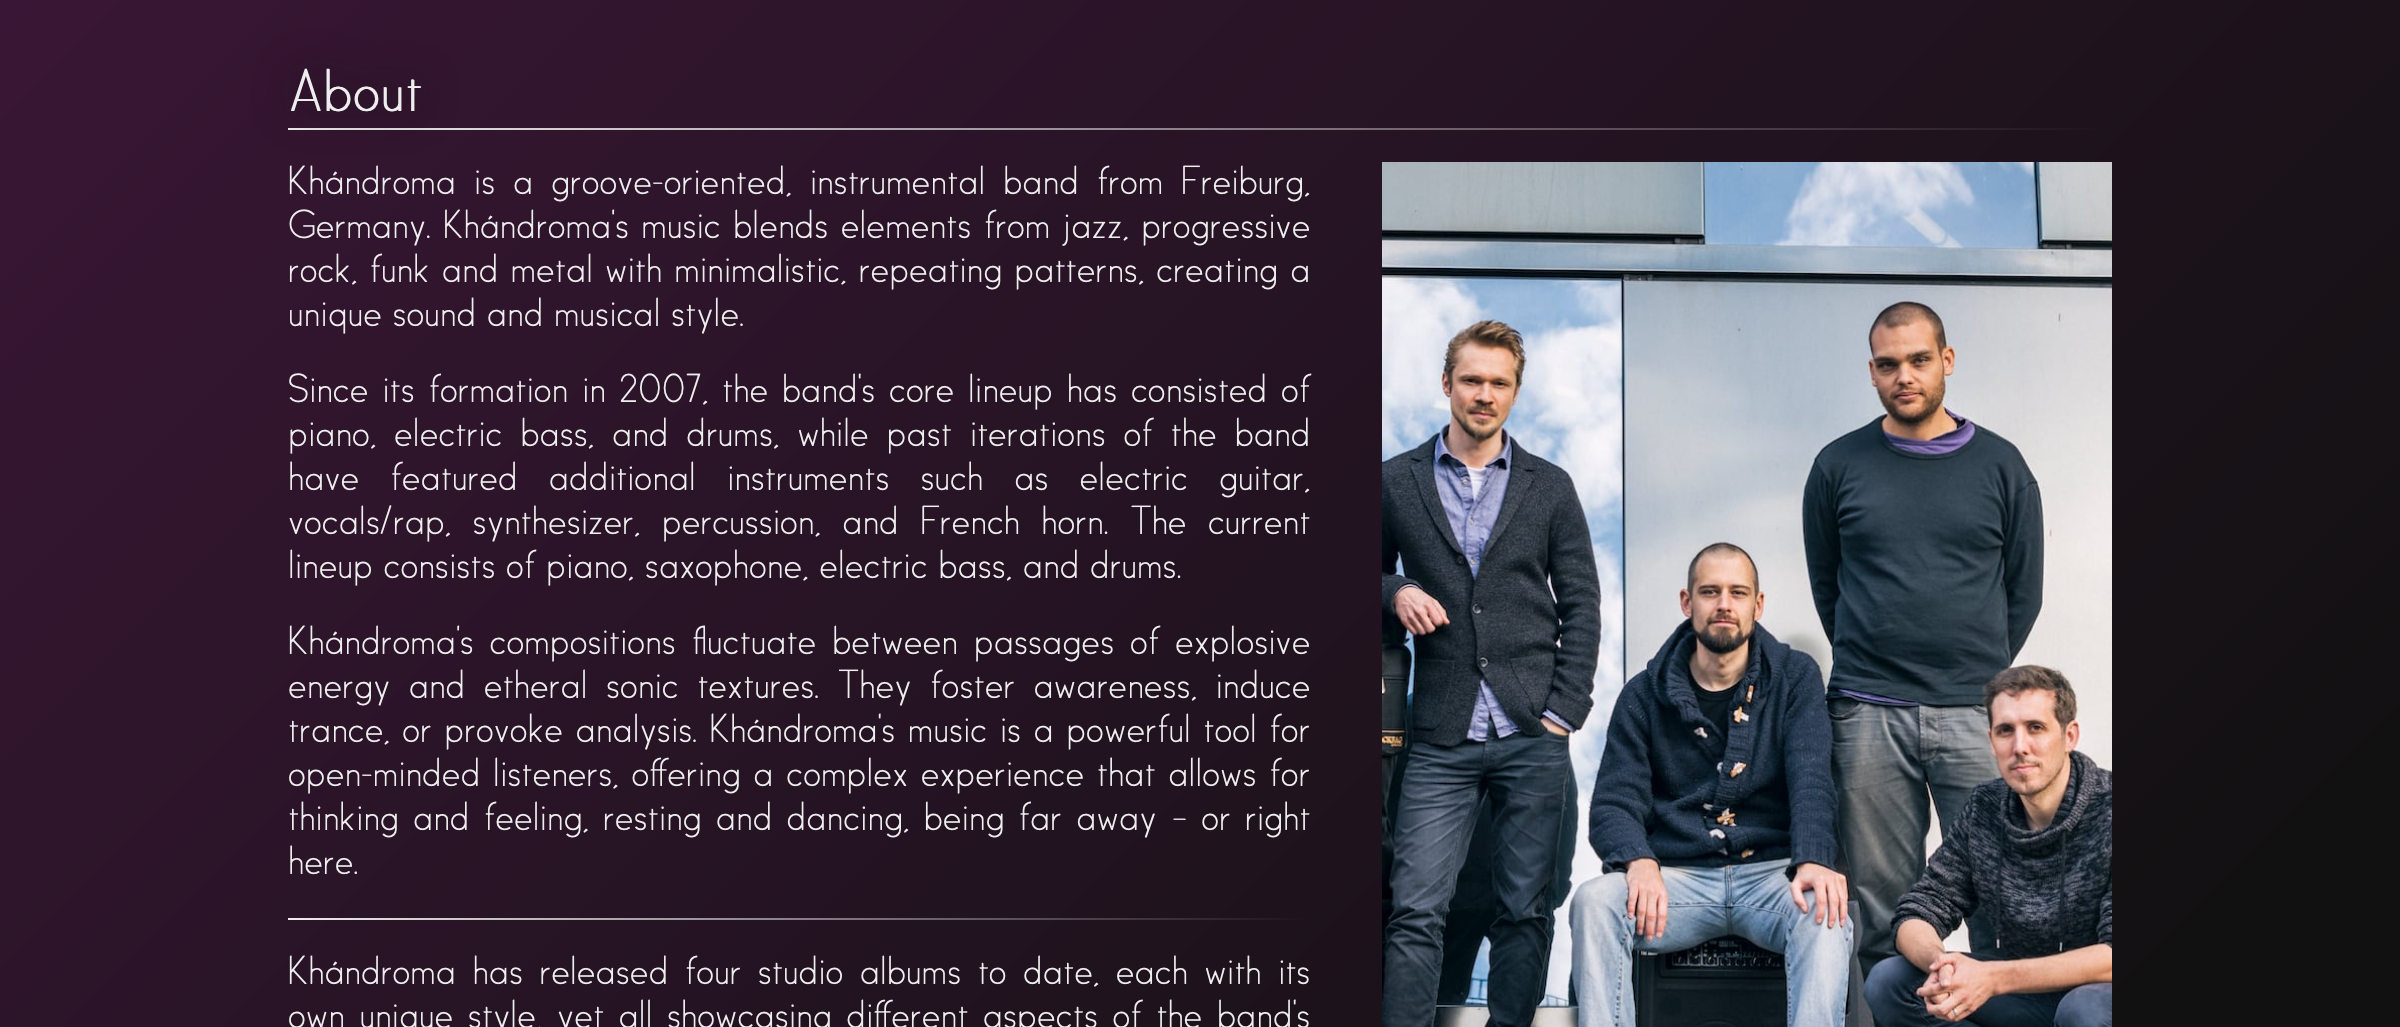 About
Khándroma is a groove-oriented, instrumental band from Freiburg,
Germany. Khándroma's music blends elements from jazz, progressive
rock, funk and metal with minimalistic, repeating patterns, creating a
unique sound and musical style.
Since its formation in 2007, the band's core lineup has consisted of
piano, electric bass, and drums, while past iterations of the band
have featured additional instruments such as electric guitar,
vocals/rap, synthesizer, percussion, and French horn. The current
lineup consists of piano, saxophone, electric bass, and drums.
Khándroma's compositions fluctuate between passages of explosive
energy and etheral sonic textures. They foster awareness, induce
trance, or provoke analysis. Khándroma's music is a powerful tool for
open-minded listeners, offering a complex experience that allows for
thinking and feeling, resting and dancing, being far away – or right
here.
Khándroma has released four studio albums to date, each with its
own unique style, yet all showcasing different aspects of the band's